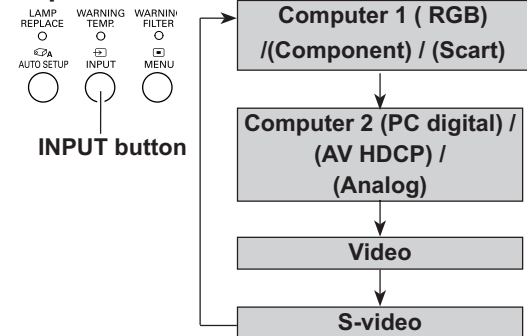 LAMP REPLACE
WARNING TEMP.
WARNING FILTER
AUTO SETUP
INPUT
MENU
INPUT button
Computer 1 ( RGB)
/(Component) / (Scart)
Computer 2 (PC digital) /
(AV HDCP) /
(Analog)
Video
S-video